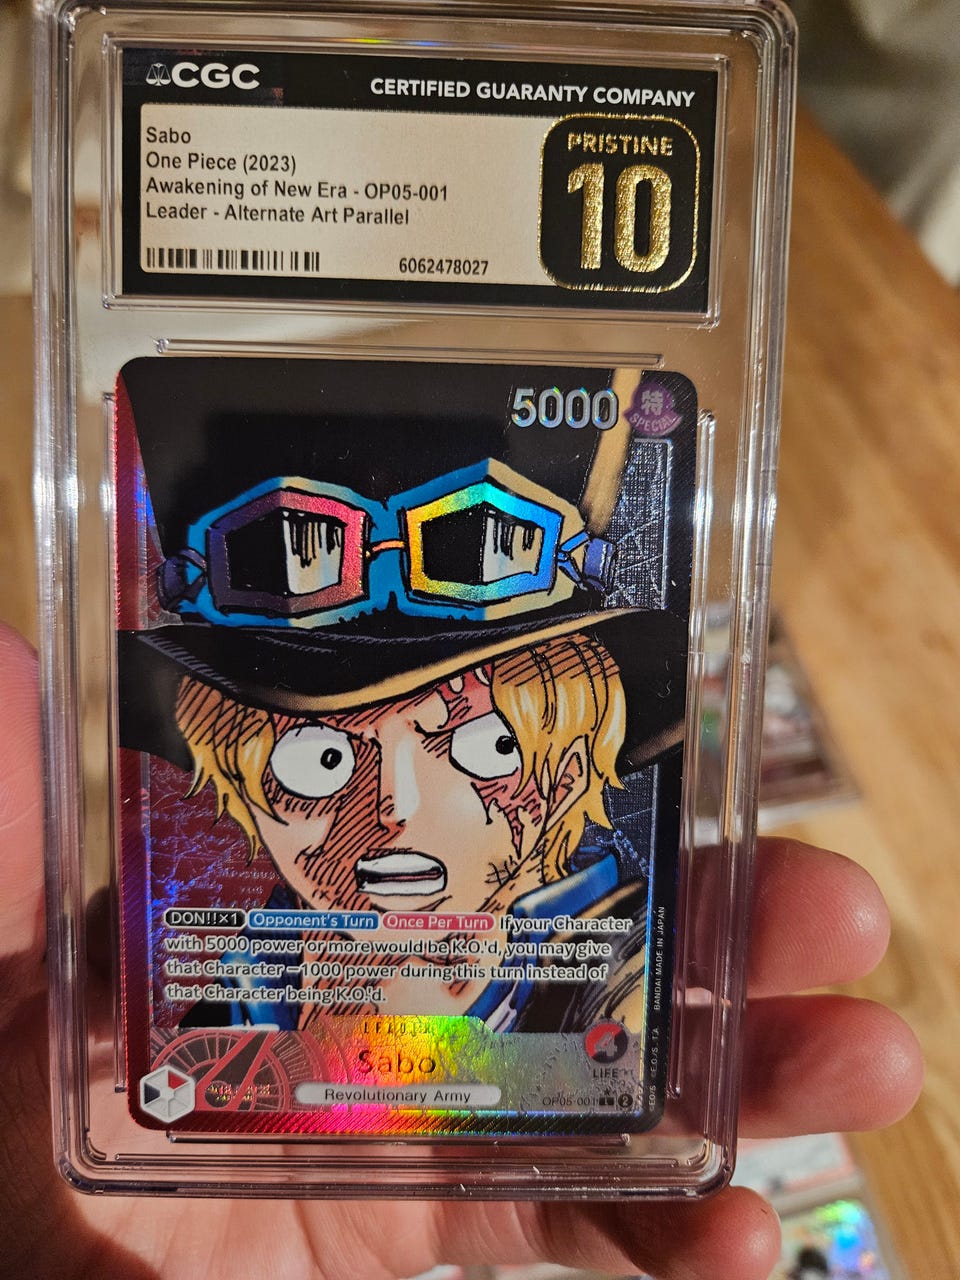 CGC
CERTIFIED GUARANTY COMPANY
Sabo
One Piece (2023)
Awakening of New Era - OP05-001
Leader - Alternate Art Parallel
6062478027
PRISTINE
10
5000
特
SPECIAL
DON!!×1 Opponent's Turn Once Per Turn If your Character
with 5000 power or more would be K.O.'d, you may give
that Character −1000 power during this turn instead of
that Character being K.O.'d.
LEADER
Sabo
Revolutionary Army
4
LIFE
OP05-001 L 2
BANDAI MADE IN JAPAN